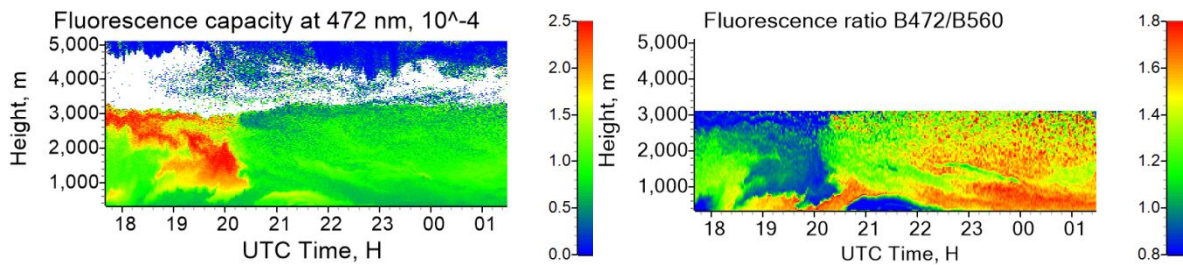 Fluorescence capacity at 472 nm, 10^-4
5,000
4,000
3,000
2,000
1,000
Height, m
18 19 20 21 22 23 00 01
UTC Time, H
2.5
2.0
1.5
1.0
0.5
0.0
Fluorescence ratio B472/B560
5,000
4,000
3,000
2,000
1,000
Height, m
18 19 20 21 22 23 00 01
UTC Time, H
1.8
1.6
1.4
1.2
1.0
0.8